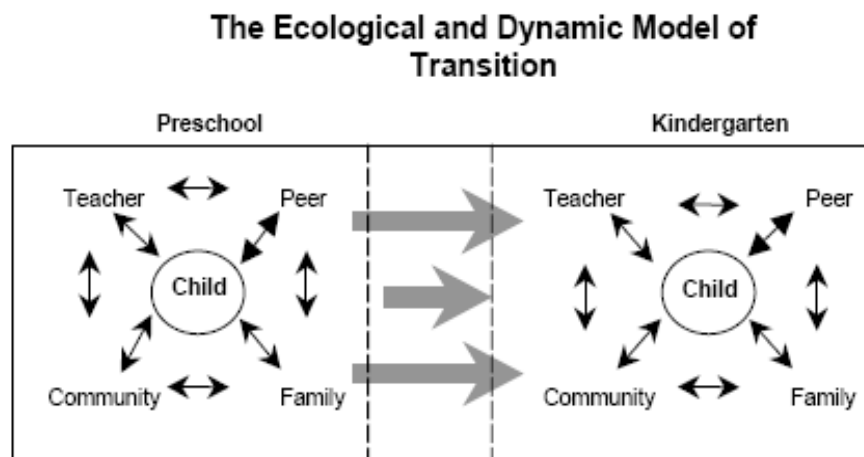 The Ecological and Dynamic Model of
Transition
Preschool
Kindergarten
Teacher
Peer
Child
Community
Family
Teacher
Peer
Child
Community
Family